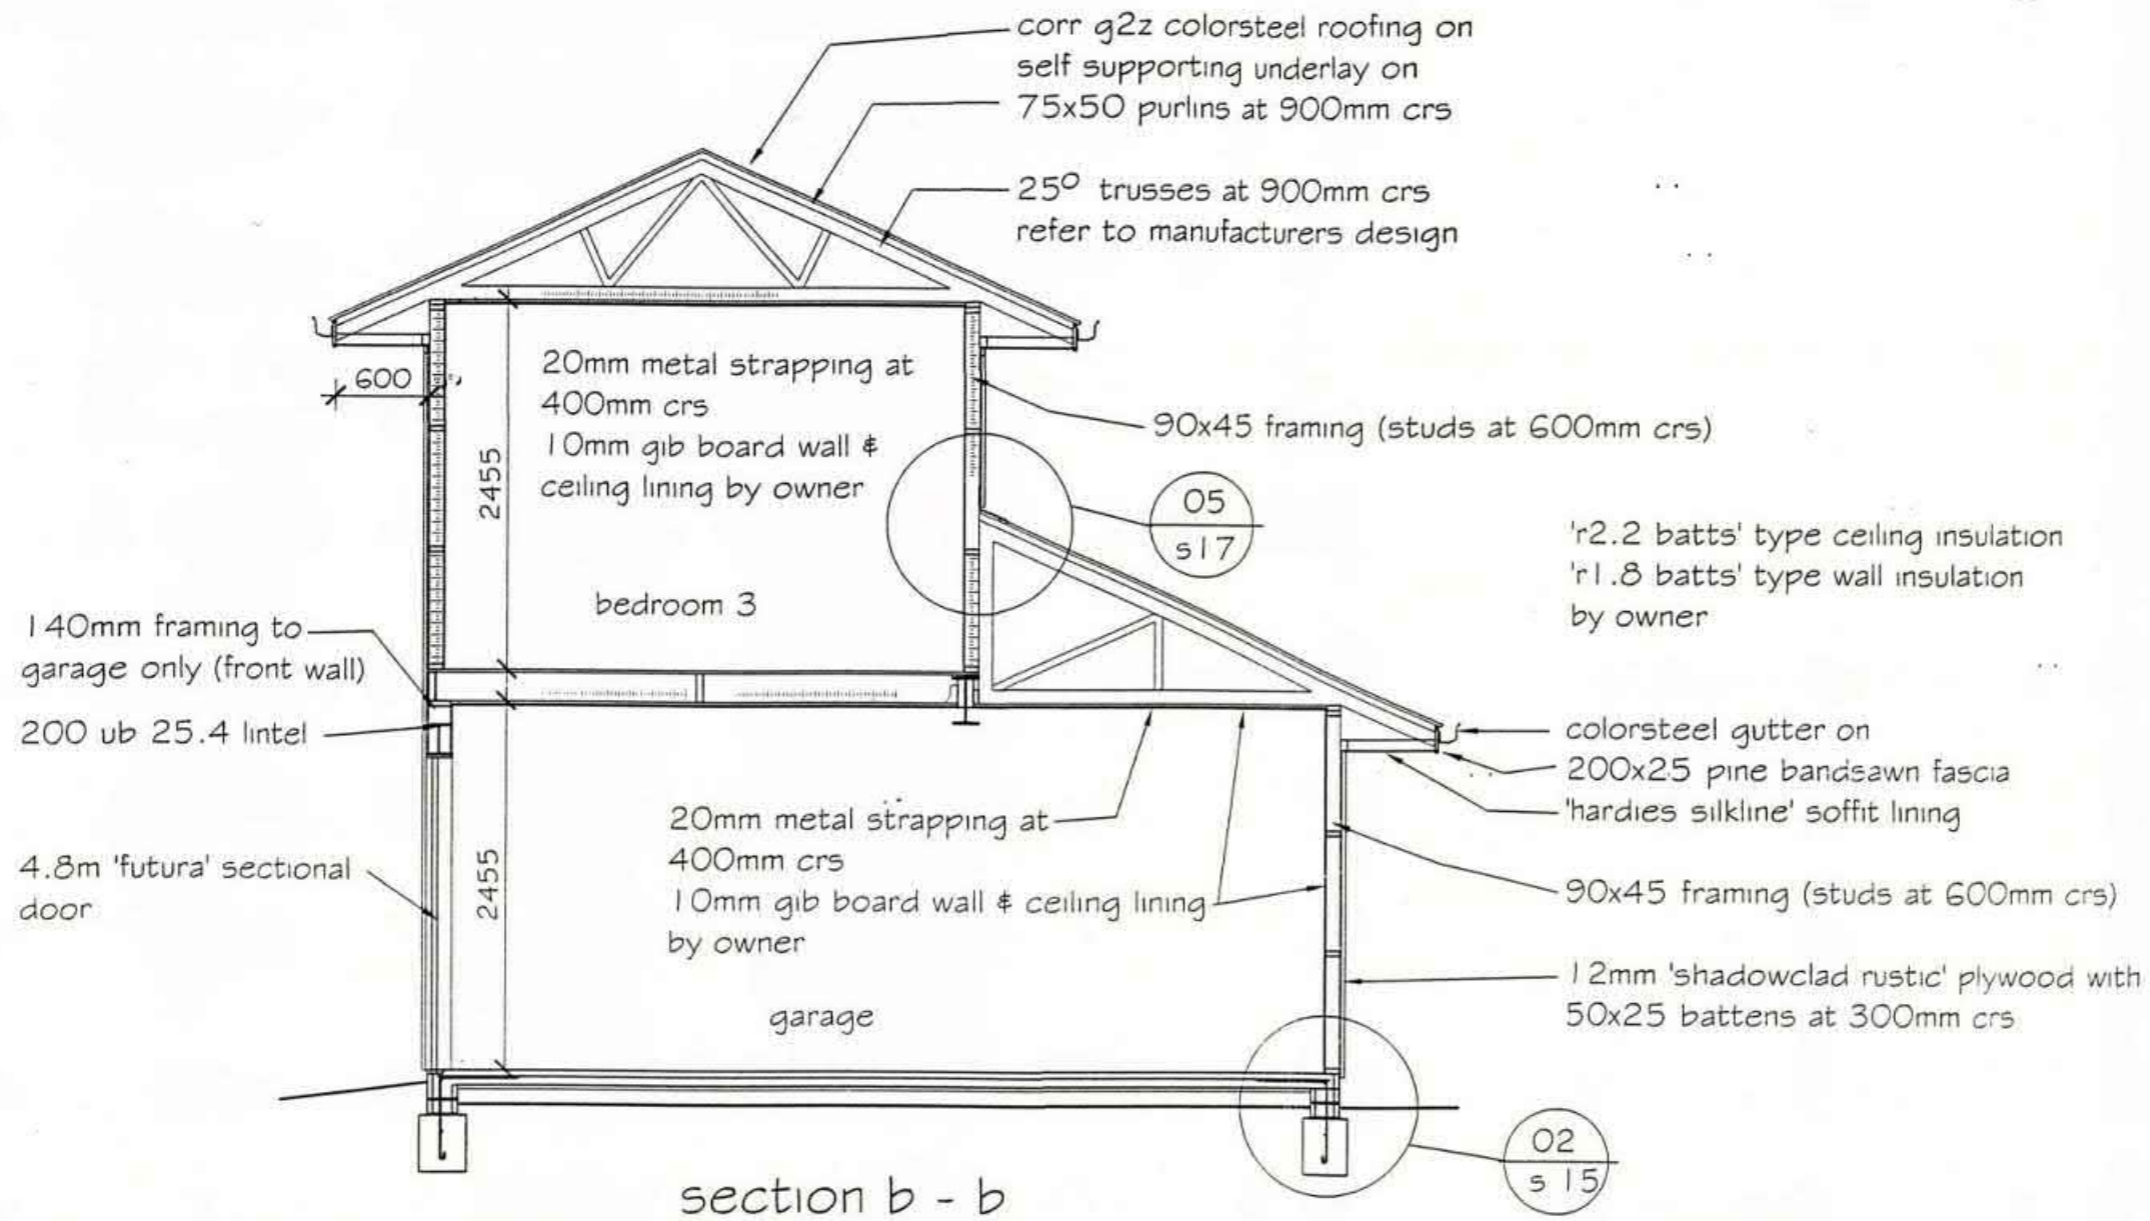 corr g2z colorsteel roofing on
self supporting underlay on
75x50 purlins at 900mm crs
25° trusses at 900mm crs
refer to manufacturers design
600
20mm metal strapping at
400mm crs
10mm gib board wall &
ceiling lining by owner
2455
bedroom 3
90x45 framing (studs at 600mm crs)
05
s17
'r2.2 batts' type ceiling insulation
'r1.8 batts' type wall insulation
by owner
140mm framing to
garage only (front wall)
200 ub 25.4 lintel
4.8m 'futura' sectional
door
2455
20mm metal strapping at
400mm crs
10mm gib board wall & ceiling lining
by owner
garage
colorsteel gutter on
200x25 pine bandsawn fascia
'hardies silkline' soffit lining
90x45 framing (studs at 600mm crs)
12mm 'shadowclad rustic' plywood with
50x25 battens at 300mm crs
02
s 15
section b - b